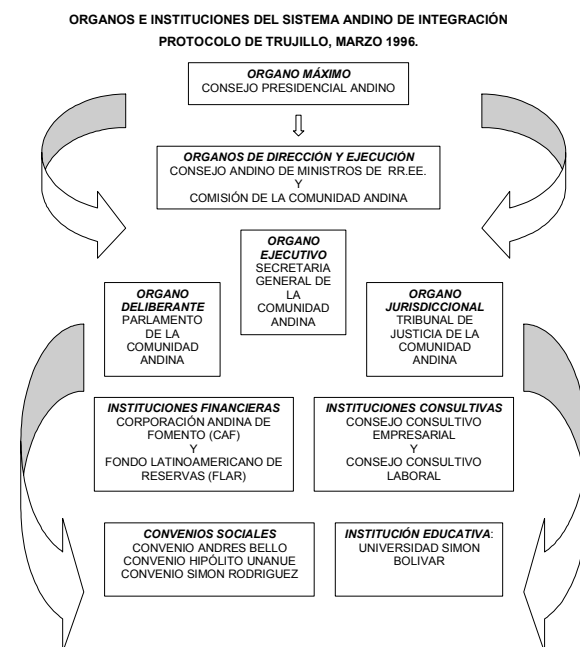 ORGANOS E INSTITUCIONES DEL SISTEMA ANDINO DE INTEGRACIÓN
PROTOCOLO DE TRUJILLO, MARZO 1996.
ORGANO MÁXIMO
CONSEJO PRESIDENCIAL ANDINO
ORGANOS DE DIRECCIÓN Y EJECUCIÓN
CONSEJO ANDINO DE MINISTROS DE RR.EE.
Y
COMISIÓN DE LA COMUNIDAD ANDINA
ORGANO
EJECUTIVO
SECRETARIA
GENERAL DE
LA
COMUNIDAD
ANDINA
ORGANO
DELIBERANTE
PARLAMENTO
DE LA
COMUNIDAD
ANDINA
ORGANO
JURISDICCIONAL
TRIBUNAL DE
JUSTICIA DE LA
COMUNIDAD
ANDINA
INSTITUCIONES FINANCIERAS
CORPORACIÓN ANDINA DE
FOMENTO (CAF)
Y
FONDO LATINOAMERICANO DE
RESERVAS (FLAR)
INSTITUCIONES CONSULTIVAS
CONSEJO CONSULTIVO
EMPRESARIAL
Y
CONSEJO CONSULTIVO
LABORAL
CONVENIOS SOCIALES
CONVENIO ANDRES BELLO
CONVENIO HIPÓLITO UNANUE
CONVENIO SIMON RODRIGUEZ
INSTITUCIÓN EDUCATIVA:
UNIVERSIDAD SIMON
BOLIVAR